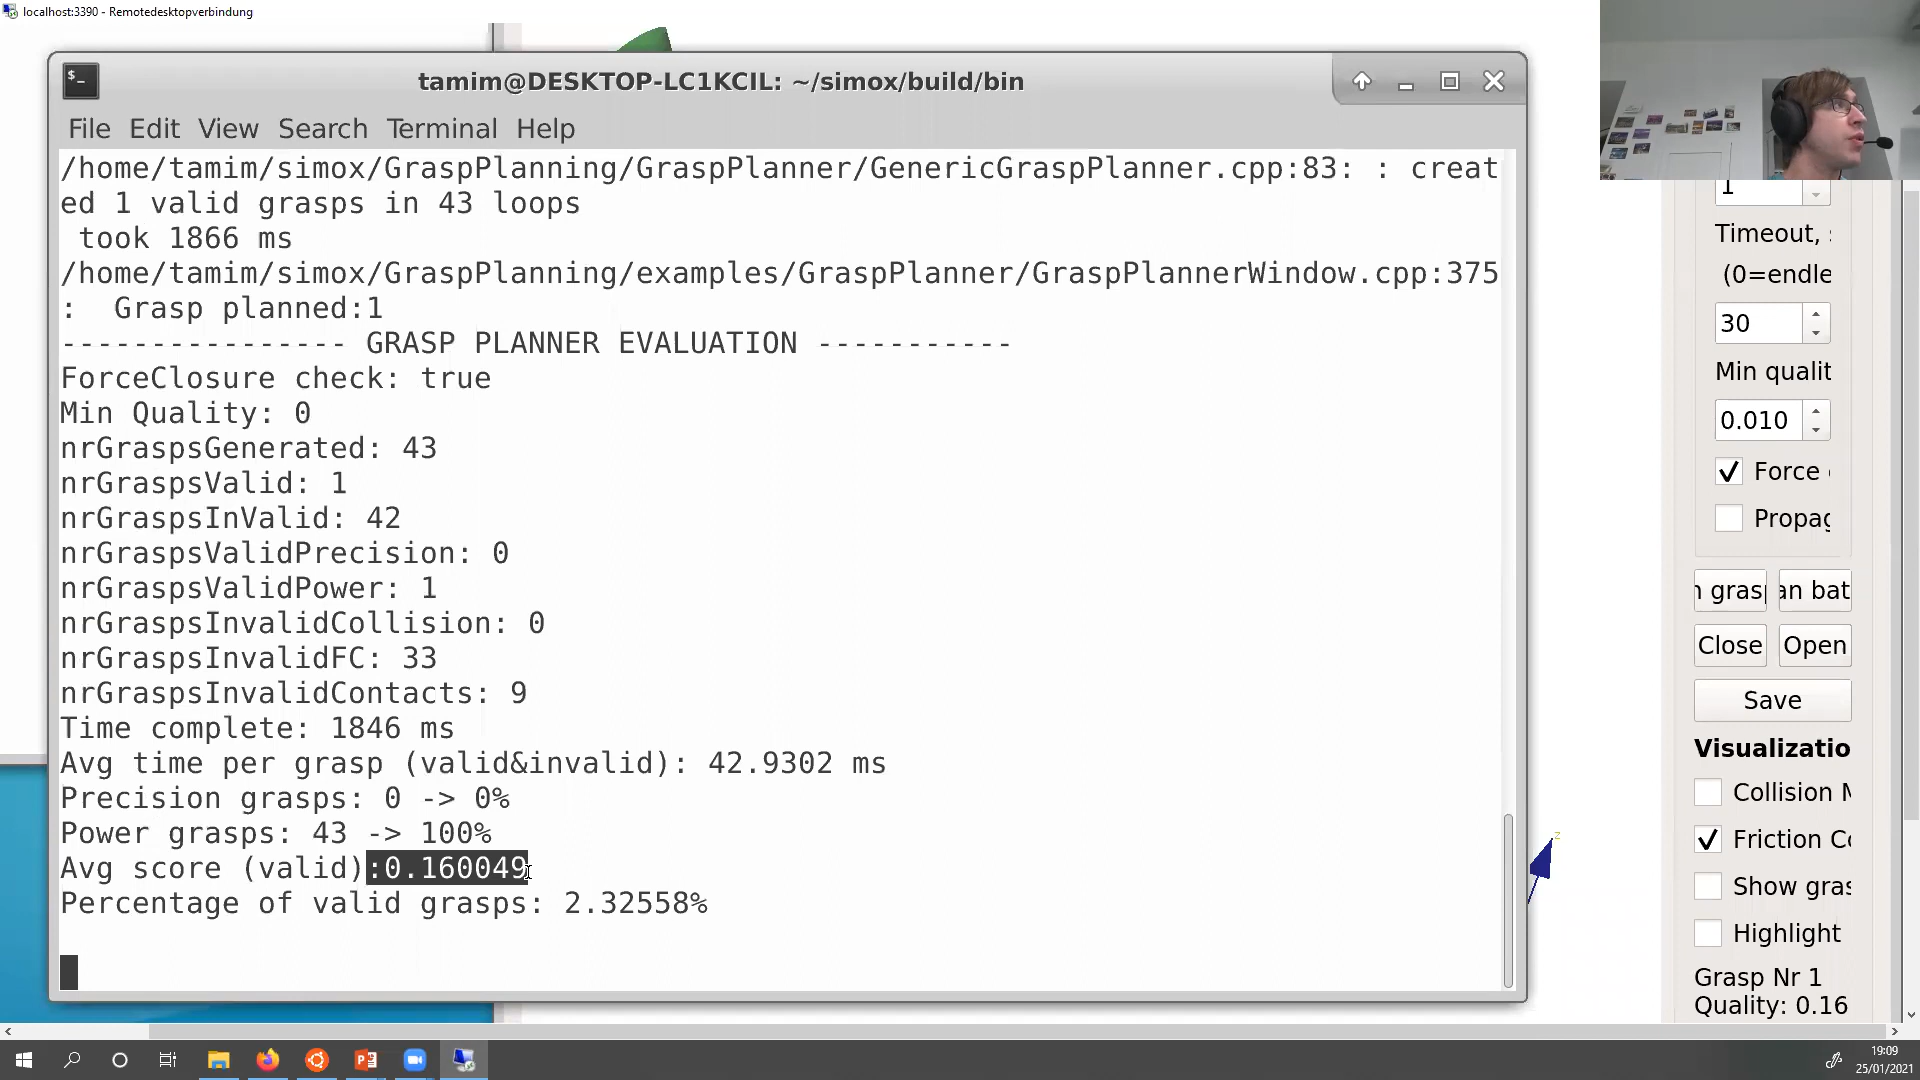 localhost:3390 - Remotedesktopverbindung
tamim@DESKTOP-LC1KCIL: ~/simox/build/bin
File Edit View Search Terminal Help
/home/tamim/simox/GraspPlanning/GraspPlanner/GenericGraspPlanner.cpp:83: : creat
ed 1 valid grasps in 43 loops
took 1866 ms
/home/tamim/simox/GraspPlanning/examples/GraspPlanner/GraspPlannerWindow.cpp:375
:  Grasp planned:1
---------------- GRASP PLANNER EVALUATION -----------
ForceClosure check: true
Min Quality: 0
nrGraspsGenerated: 43
nrGraspsValid: 1
nrGraspsInValid: 42
nrGraspsValidPrecision: 0
nrGraspsValidPower: 1
nrGraspsInvalidCollision: 0
nrGraspsInvalidFC: 33
nrGraspsInvalidContacts: 9
Time complete: 1846 ms
Avg time per grasp (valid&invalid): 42.9302 ms
Precision grasps: 0 -> 0%
Power grasps: 43 -> 100%
Avg score (valid):0.160049
Percentage of valid grasps: 2.32558%
1
Timeout, :
(0=endle
30
Min qualit
0.010
Force
Propag
n grasp an bat
Close Open
Save
Visualizatio
Collision M
Friction Co
Show gras
Highlight
Grasp Nr 1
Quality: 0.16
z
19:09
25/01/2021